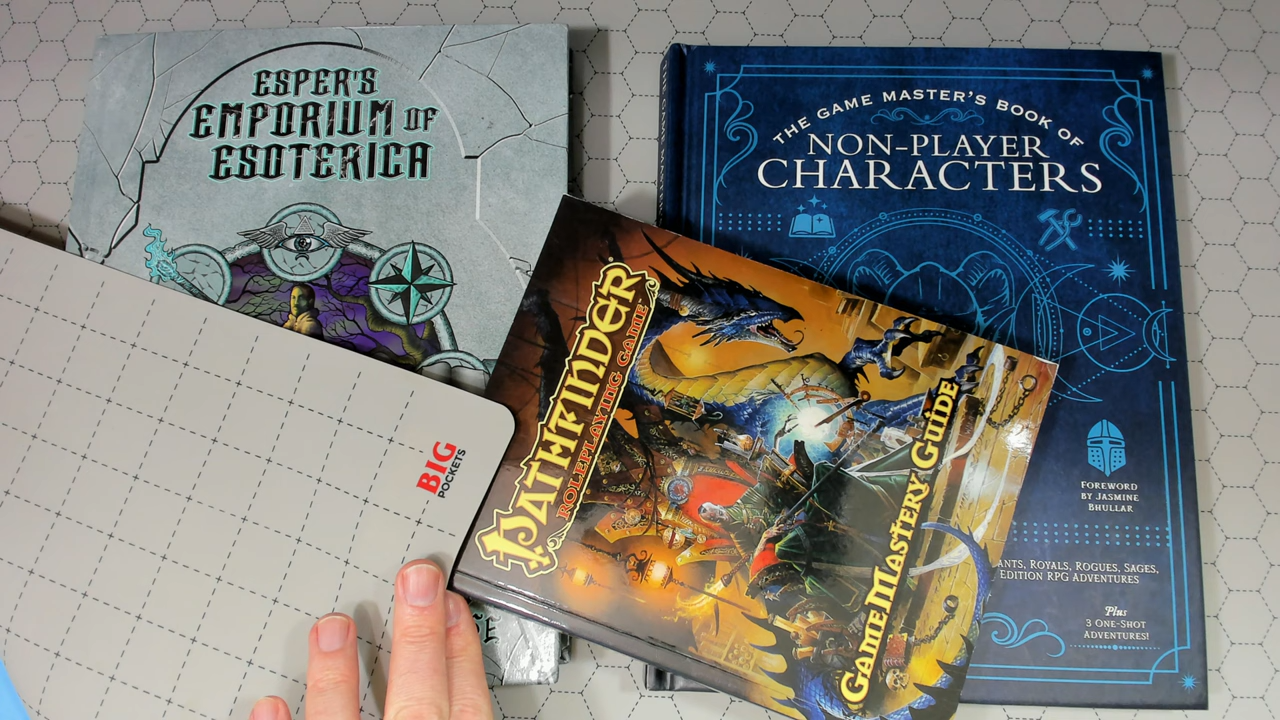 ESPER'S
EMPORIUM OF
ESOTERICA
THE GAME MASTER'S BOOK OF
NON-PLAYER
CHARACTERS
PATHFINDER
ROLEPLAYING GAME
GAMEMASTERY GUIDE
BIG
POCKETS
FOREWORD
BY JASMINE
BHULLAR
ANTS, ROYALS, ROGUES, SAGES,
EDITION RPG ADVENTURES
Plus
3 ONE-SHOT
ADVENTURES!